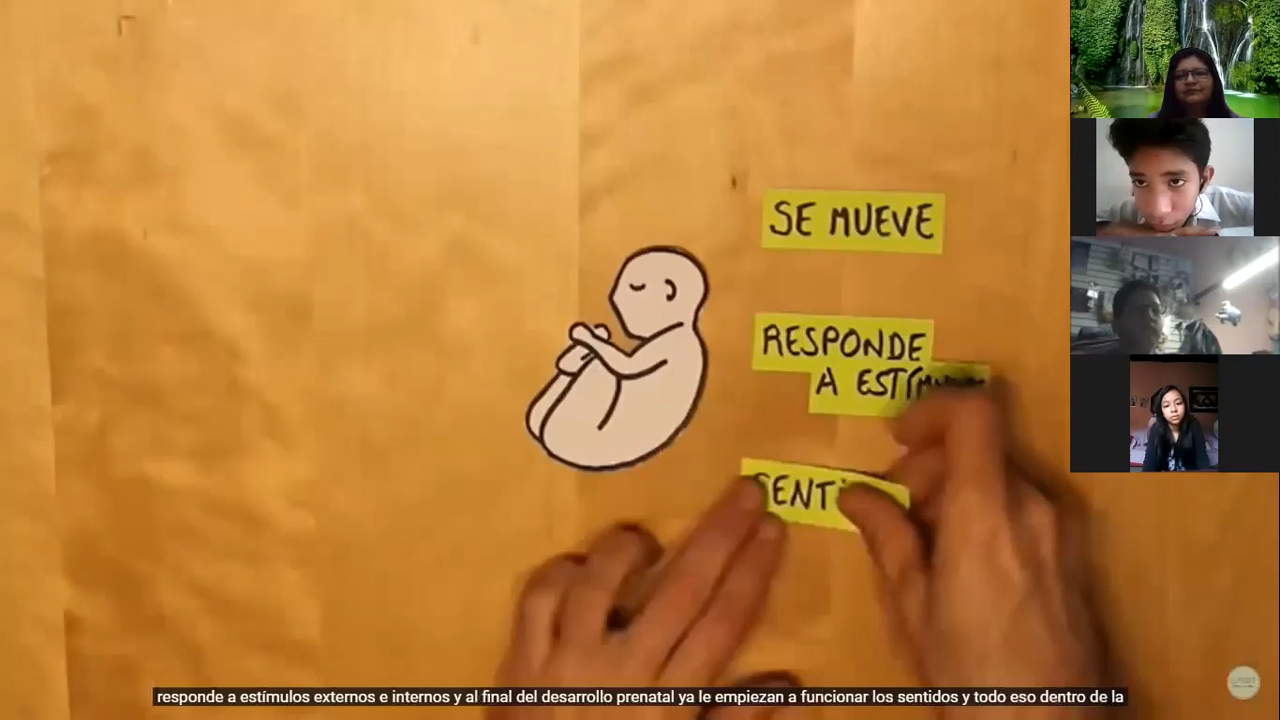 SE MUEVE
RESPONDE
A
responde a estímulos externos e internos y al final del desarrollo prenatal ya le empiezan a funcionar los sentidos y todo eso dentro de la